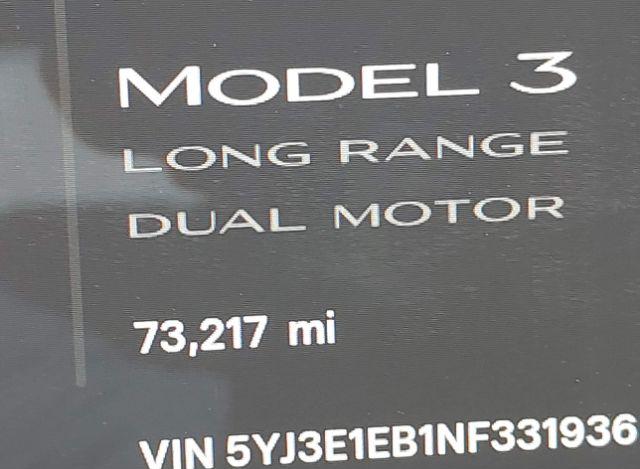 MODEL 3
LONG RANGE
DUAL MOTOR
73,217 mi
VIN 5YJ3E1EB1NF331936